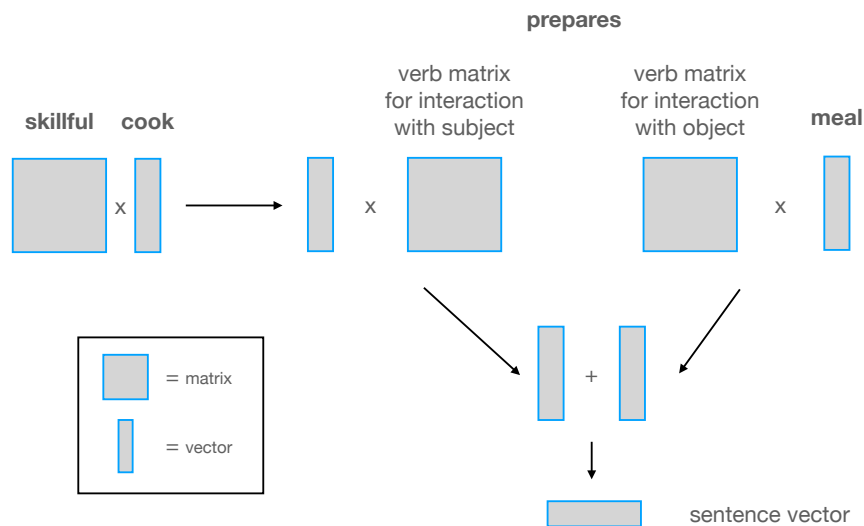 prepares
verb matrix
for interaction
with subject
verb matrix
for interaction
with object
skillful
cook
meal
x
x
x
+
= matrix
= vector
sentence vector